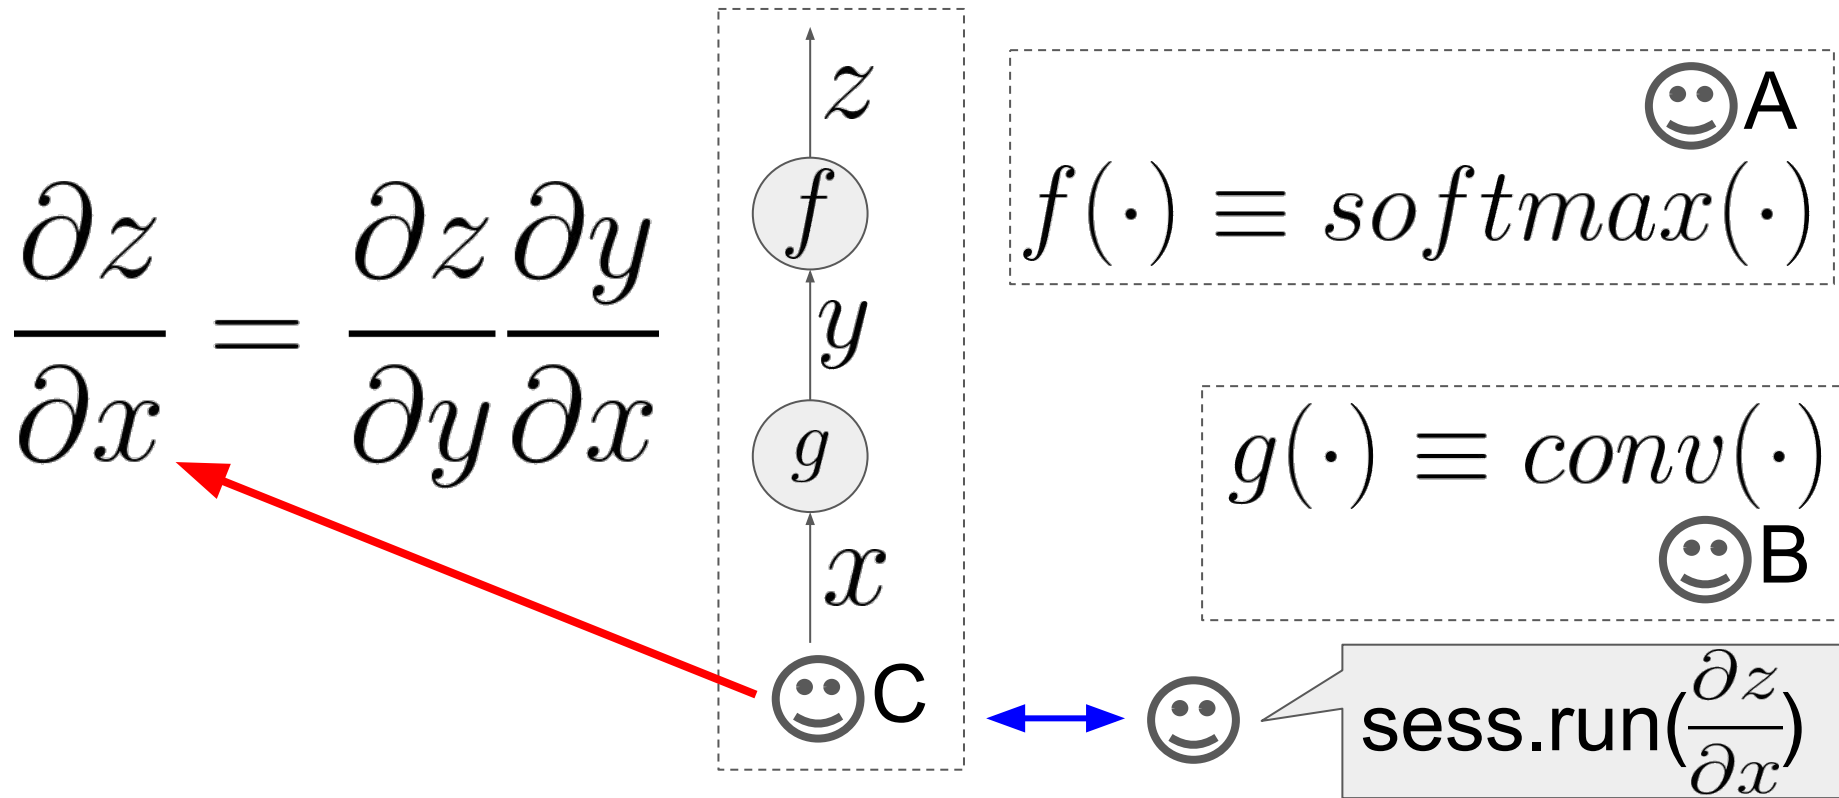 ∂z/∂x = ∂z/∂y ∂y/∂x
z
f
y
g
x
C
A
f(·) ≡ softmax(·)
g(·) ≡ conv(·)
B
sess.run(∂z/∂x)